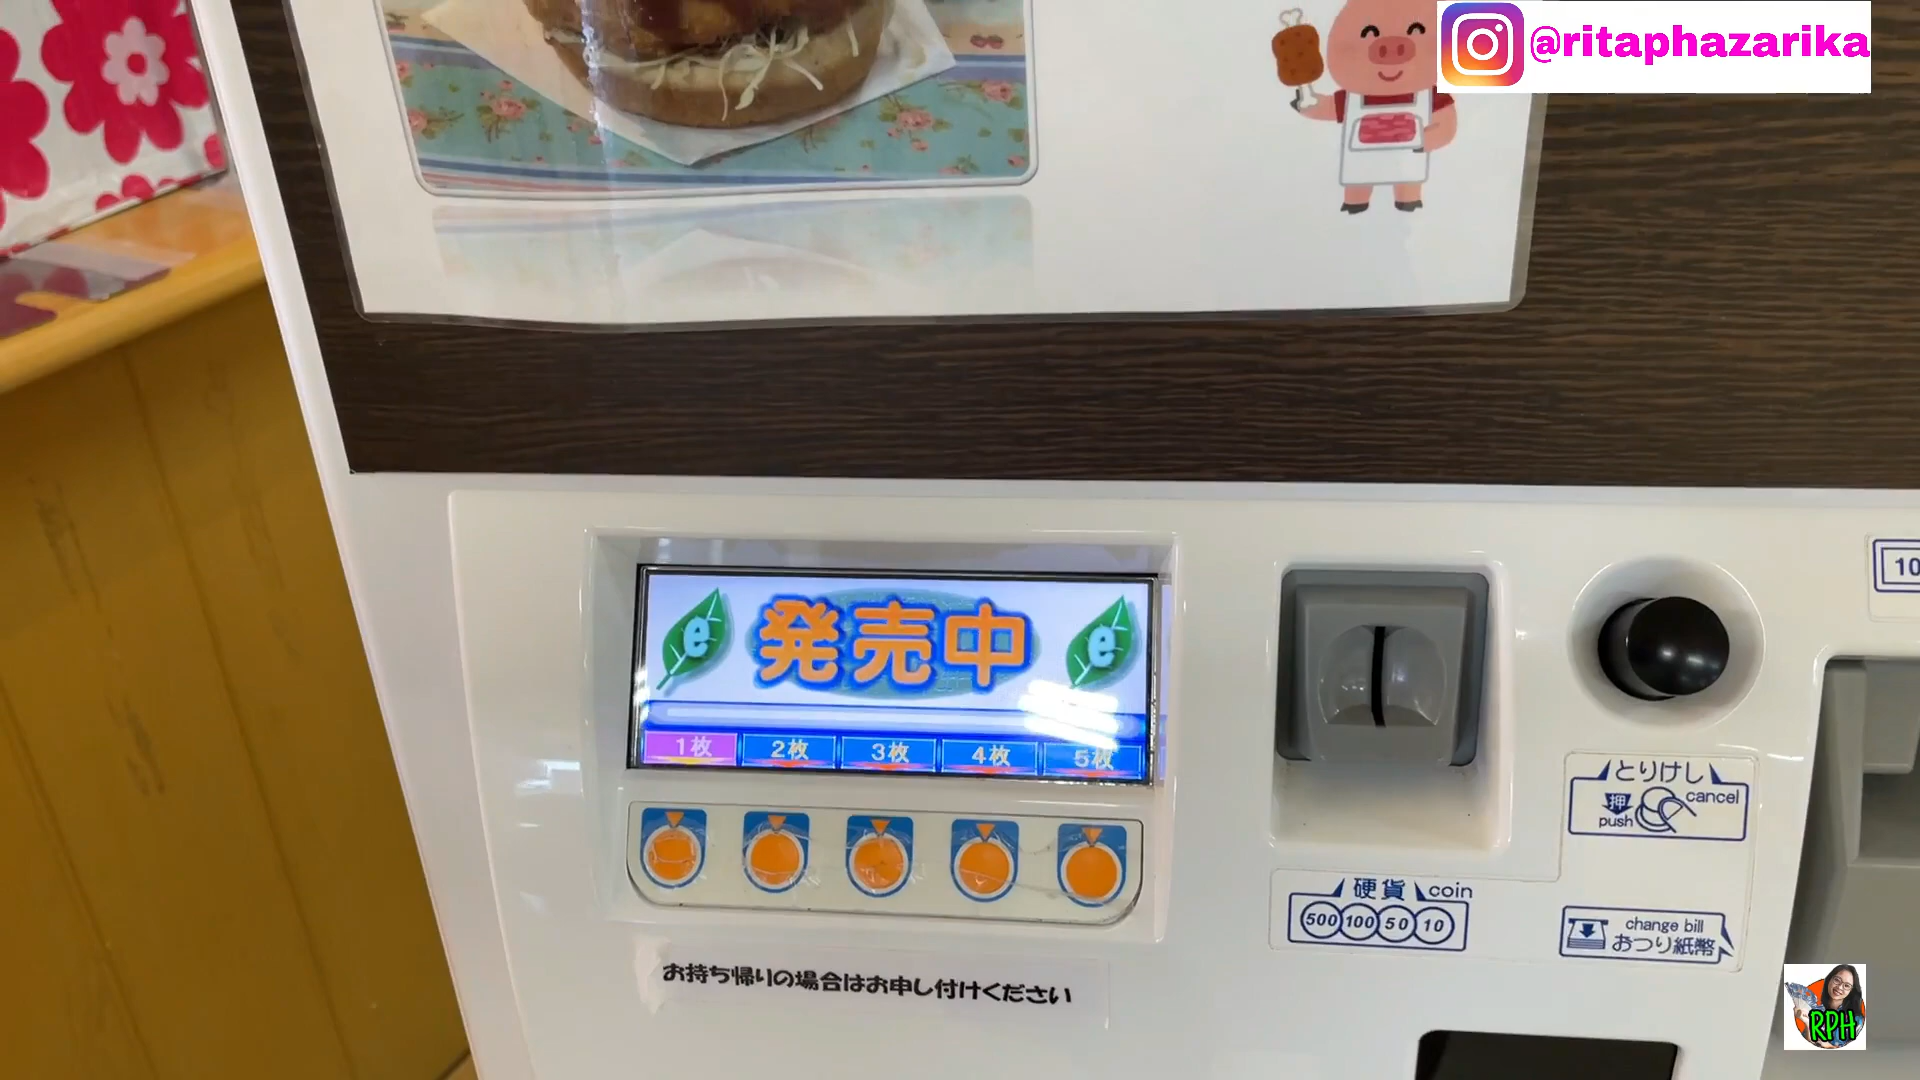 @ritaphazarika
10
e 発売中 e
1枚 2枚 3枚 4枚 5枚
とりけし
押 push cancel
硬貨 coin
500 100 50 10
change bill
おつり紙幣
お持ち帰りの場合はお申し付けください
RPH